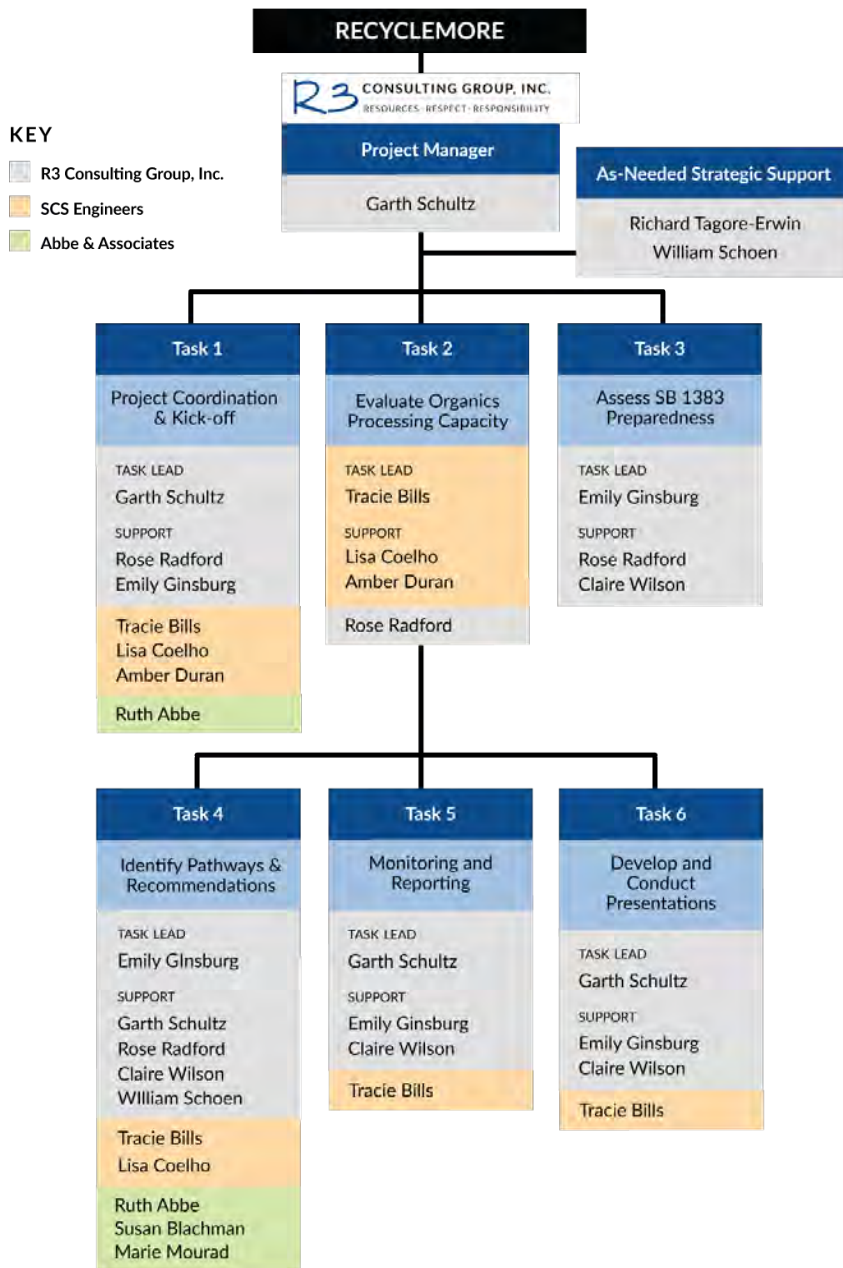 RECYCLEMORE
R3 CONSULTING GROUP, INC.
RESOURCES · RESPECT · RESPONSIBILITY
KEY
R3 Consulting Group, Inc.
SCS Engineers
Abbe & Associates
Project Manager
Garth Schultz
As-Needed Strategic Support
Richard Tagore-Erwin
William Schoen
Task 1
Project Coordination
& Kick-off
TASK LEAD
Garth Schultz
SUPPORT
Rose Radford
Emily Ginsburg
Tracie Bills
Lisa Coelho
Amber Duran
Ruth Abbe
Task 2
Evaluate Organics
Processing Capacity
TASK LEAD
Tracie Bills
SUPPORT
Lisa Coelho
Amber Duran
Rose Radford
Task 3
Assess SB 1383
Preparedness
TASK LEAD
Emily Ginsburg
SUPPORT
Rose Radford
Claire Wilson
Task 4
Identify Pathways &
Recommendations
TASK LEAD
Emily GInsburg
SUPPORT
Garth Schultz
Rose Radford
Claire Wilson
WIlliam Schoen
Tracie Bills
Lisa Coelho
Ruth Abbe
Susan Blachman
Marie Mourad
Task 5
Monitoring and
Reporting
TASK LEAD
Garth Schultz
SUPPORT
Emily Ginsburg
Claire Wilson
Tracie Bills
Task 6
Develop and
Conduct
Presentations
TASK LEAD
Garth Schultz
SUPPORT
Emily Ginsburg
Claire Wilson
Tracie Bills